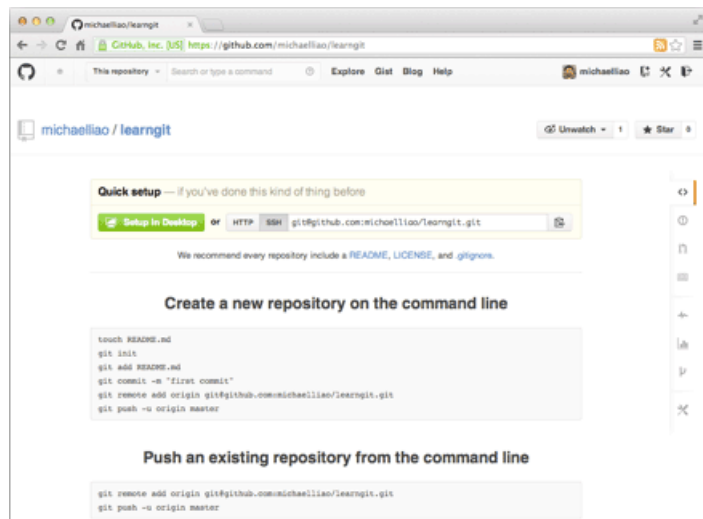 michaelliao/learngit
GitHub, Inc. [US] https://github.com/michaelliao/learngit
This repository Search or type a command Explore Gist Blog Help michaelliao
michaelliao / learngit
Unwatch 1 Star 0
Quick setup — if you've done this kind of thing before
Setup in Desktop or HTTP SSH git@github.com:michaelliao/learngit.git
We recommend every repository include a README, LICENSE, and .gitignore.
Create a new repository on the command line
touch README.md
git init
git add README.md
git commit -m "first commit"
git remote add origin git@github.com:michaelliao/learngit.git
git push -u origin master
Push an existing repository from the command line
git remote add origin git@github.com:michaelliao/learngit.git
git push -u origin master